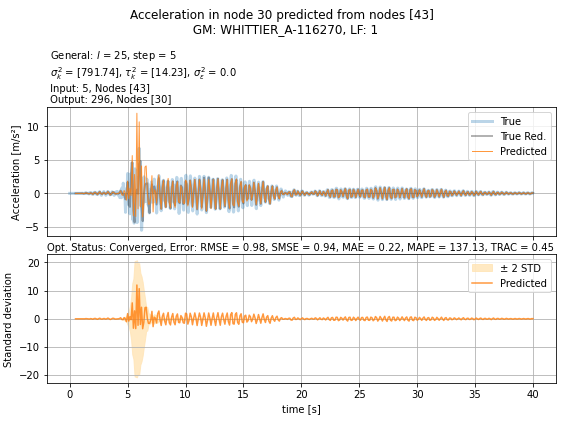 Acceleration in node 30 predicted from nodes [43]
GM: WHITTIER_A-116270, LF: 1
General: l = 25, step = 5
σ²ₖ = [791.74], τ²ₖ = [14.23], σ²ₑ = 0.0
Input: 5, Nodes [43]
Output: 296, Nodes [30]
Acceleration [m/s²]
10
5
0
−5
True
True Red.
Predicted
Opt. Status: Converged, Error: RMSE = 0.98, SMSE = 0.94, MAE = 0.22, MAPE = 137.13, TRAC = 0.45
Standard deviation
20
10
0
−10
−20
± 2 STD
Predicted
0 5 10 15 20 25 30 35 40
time [s]